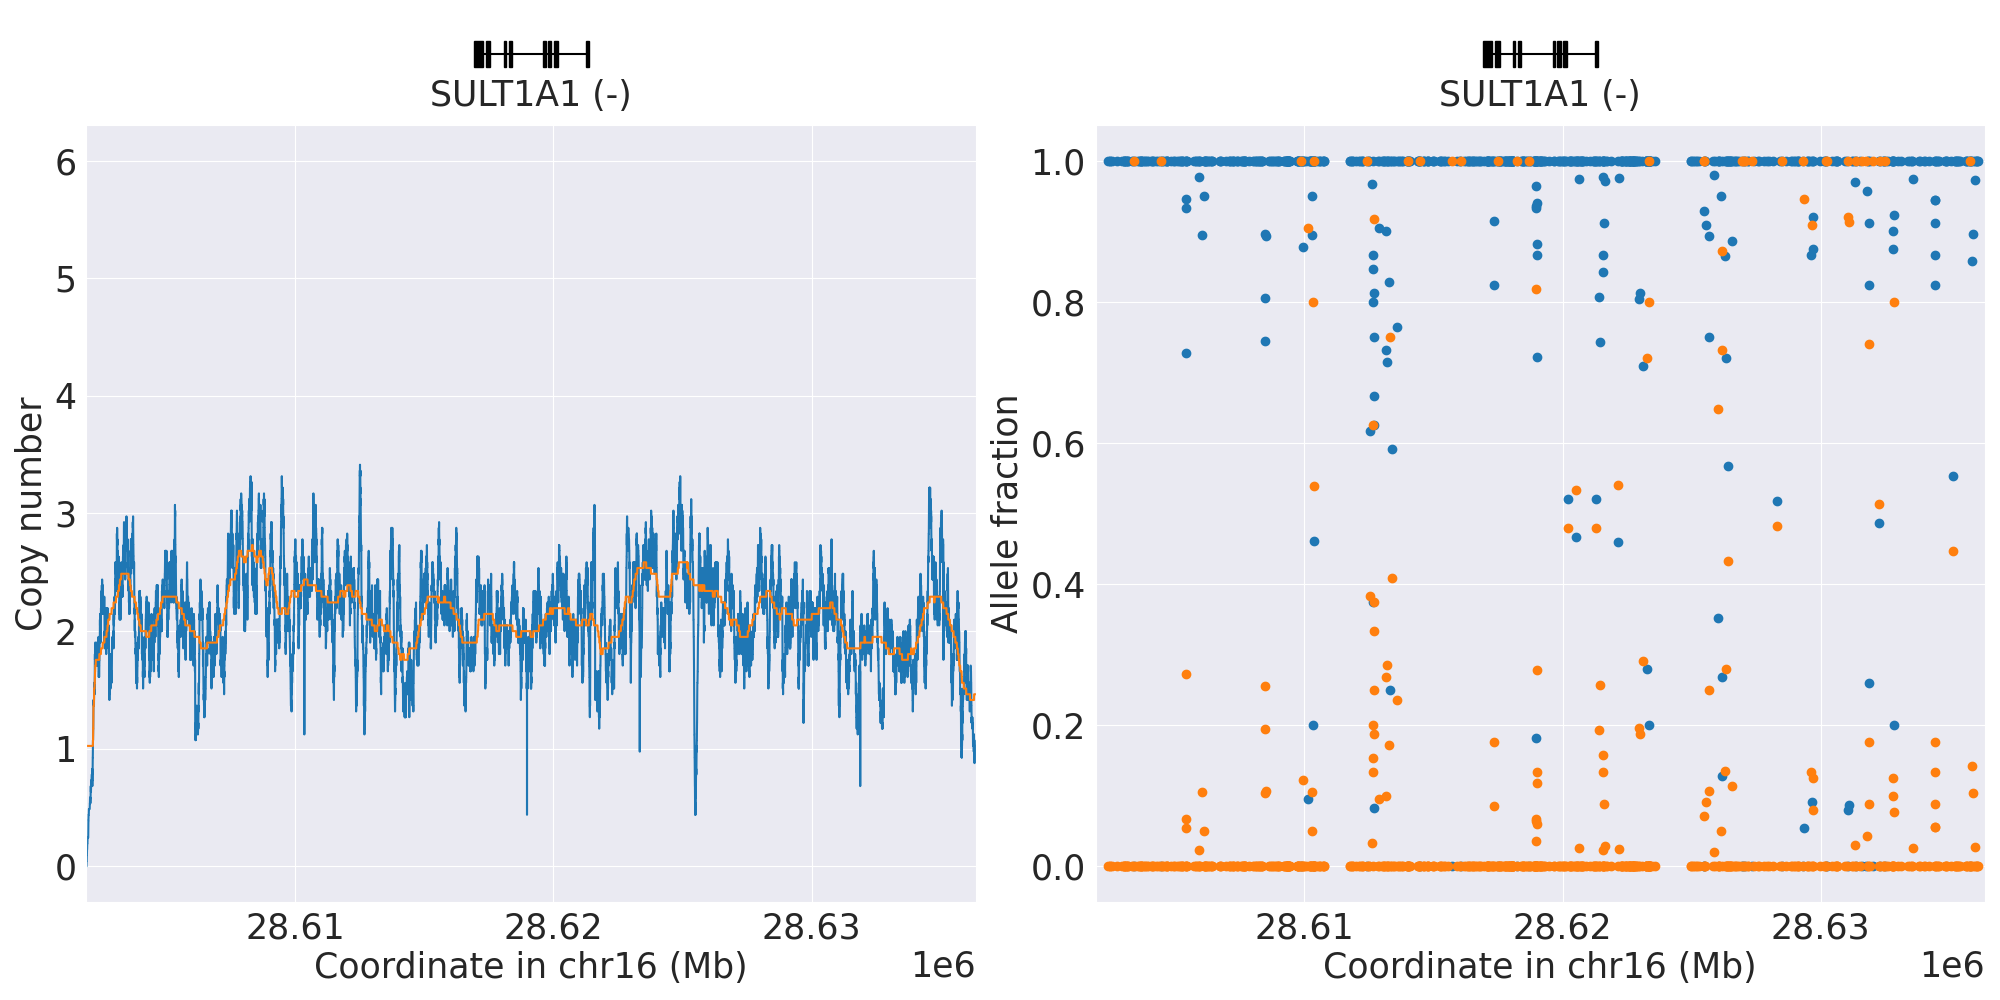 SULT1A1 (-)
6
5
4
3
2
1
0
Copy number
28.61
28.62
28.63
Coordinate in chr16 (Mb)
1e6
SULT1A1 (-)
1.0
0.8
0.6
0.4
0.2
0.0
Allele fraction
28.61
28.62
28.63
Coordinate in chr16 (Mb)
1e6